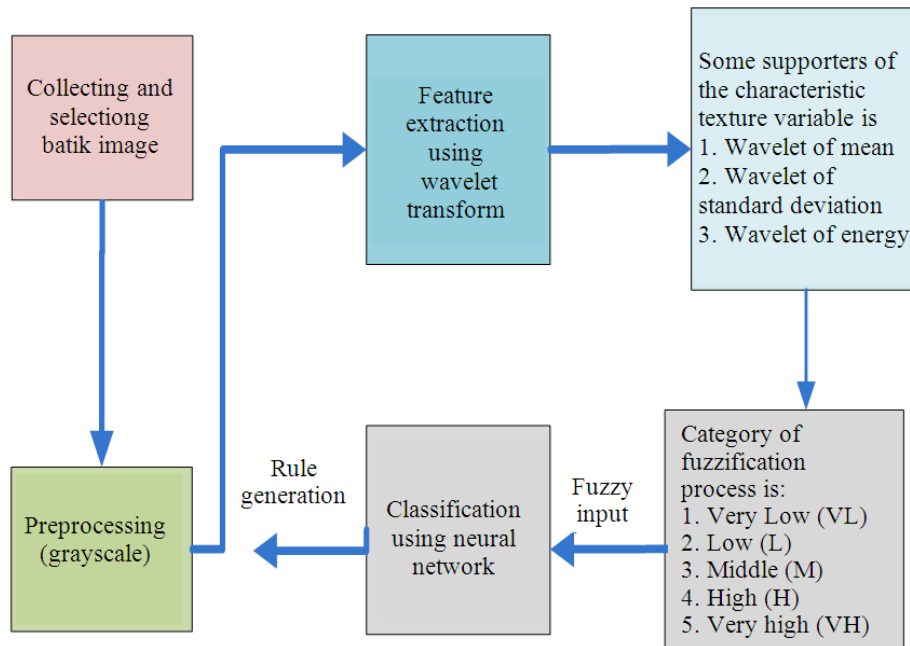 Collecting and
selectiong
batik image
Feature
extraction
using
wavelet
transform
Some supporters of
the characteristic
texture variable is
1. Wavelet of mean
2. Wavelet of
standard deviation
3. Wavelet of energy
Preprocessing
(grayscale)
Rule
generation
Classification
using neural
network
Fuzzy
input
Category of
fuzzification
process is:
1. Very Low (VL)
2. Low (L)
3. Middle (M)
4. High (H)
5. Very high (VH)